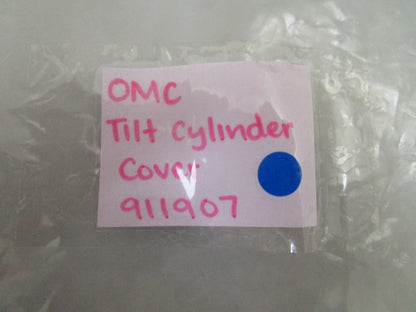 OMC
Tilt Cylinder
Cover
911907